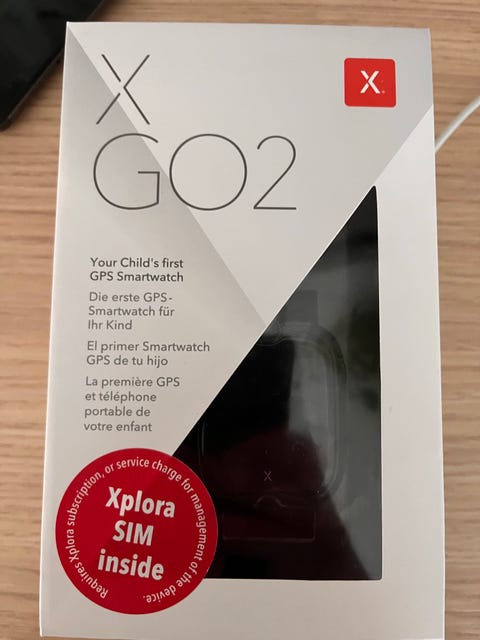 X
GO2
X
Your Child's first
GPS Smartwatch
Die erste GPS-
Smartwatch für
Ihr Kind
El primer Smartwatch
GPS de tu hijo
La première GPS
et téléphone
portable de
votre enfant
Requires Xplora subscription, or service charge for management of the device.
Xplora
SIM
inside
X